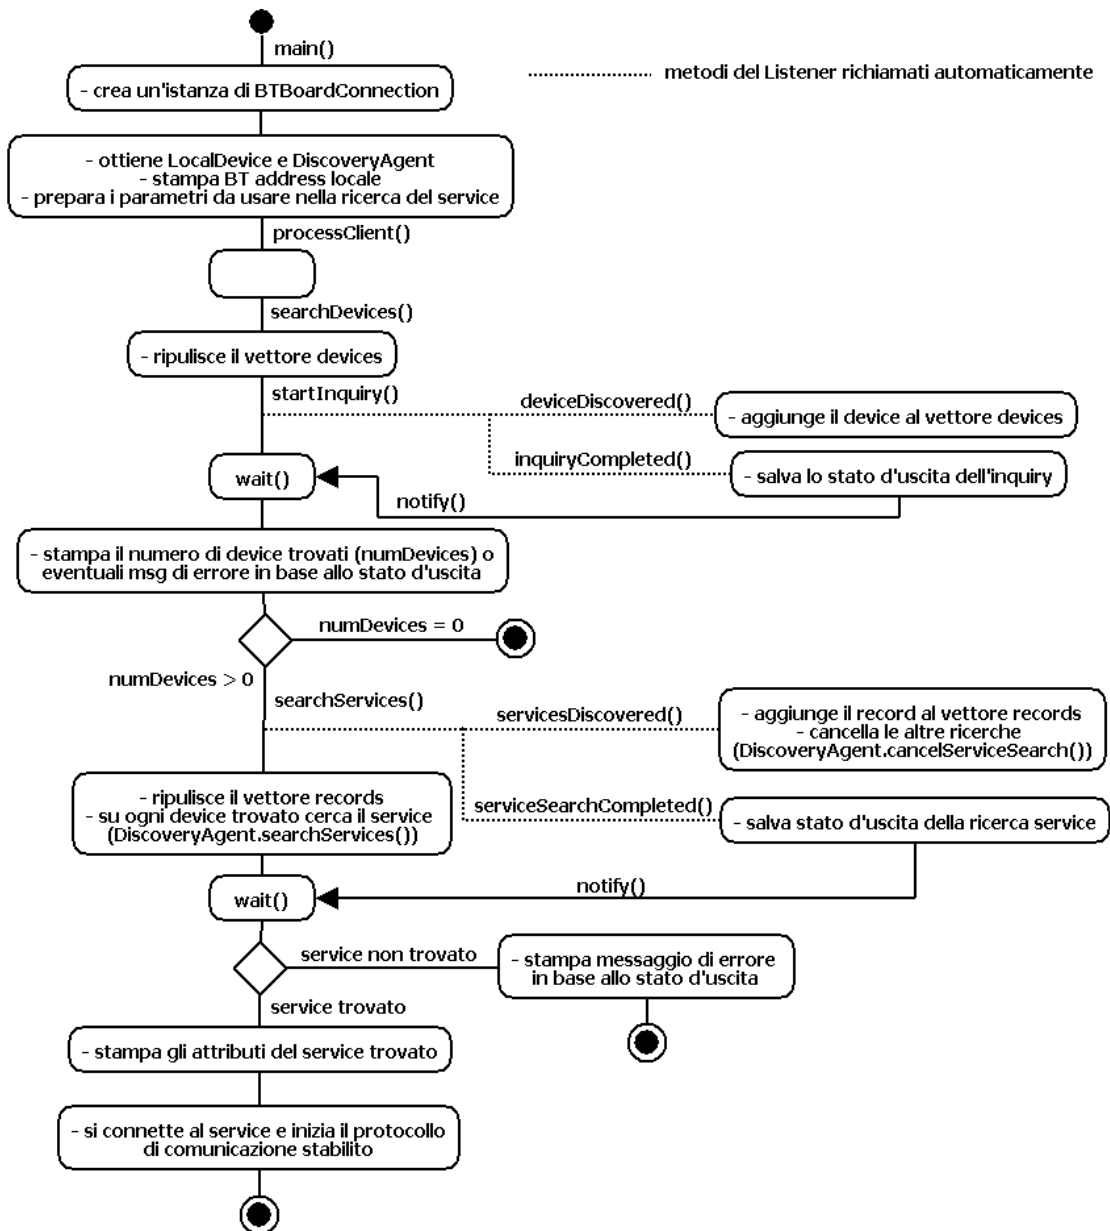 main()
metodi del Listener richiamati automaticamente
- crea un'istanza di BTBoardConnection
- ottiene LocalDevice e DiscoveryAgent
- stampa BT address locale
- prepara i parametri da usare nella ricerca del service
processClient()
searchDevices()
- ripulisce il vettore devices
startInquiry()
deviceDiscovered()
- aggiunge il device al vettore devices
inquiryCompleted()
- salva lo stato d'uscita dell'inquiry
wait()
notify()
- stampa il numero di device trovati (numDevices) o
eventuali msg di errore in base allo stato d'uscita
numDevices = 0
numDevices > 0
searchServices()
servicesDiscovered()
- aggiunge il record al vettore records
- cancella le altre ricerche
(DiscoveryAgent.cancelServiceSearch())
- ripulisce il vettore records
- su ogni device trovato cerca il service
(DiscoveryAgent.searchServices())
serviceSearchCompleted()
- salva stato d'uscita della ricerca service
wait()
notify()
service non trovato
- stampa messaggio di errore
in base allo stato d'uscita
service trovato
- stampa gli attributi del service trovato
- si connette al service e inizia il protocollo
di comunicazione stabilito